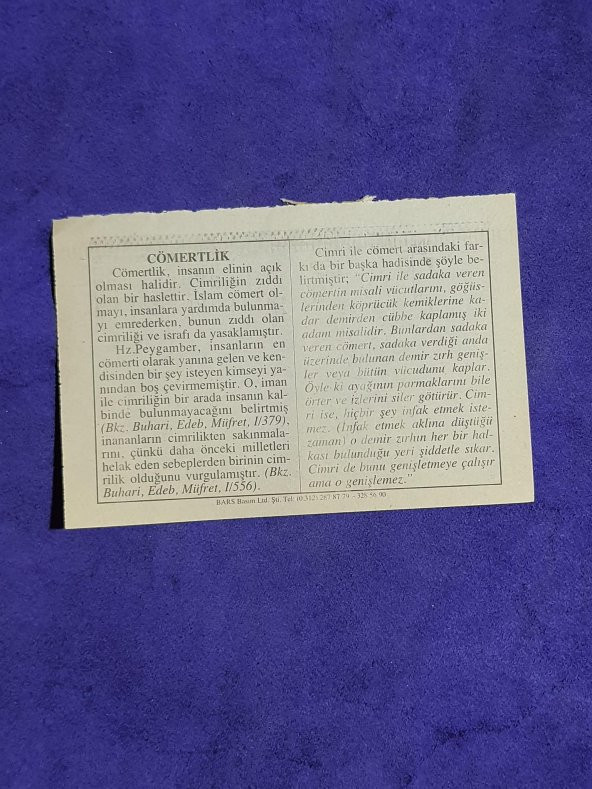 CÖMERTLİK
Cömertlik, insanın elinin açık
olması halidir. Cimriliğin zıddı
olan bir haslettir. İslam cömert ol-
mayı, insanlara yardımda bulunma-
yı emrederken, bunun zıddı olan
cimriliği ve israfı da yasaklamıştır.
Hz.Peygamber, insanların en
cömerti olarak yanına gelen ve ken-
disinden bir şey isteyen kimseyi ya-
nından boş çevirmemiştir. O, iman
ile cimriliğin bir arada insanın kal-
binde bulunmayacağını belirtmiş
(Bkz. Buhari, Edeb, Müfret, I/379),
inananların cimrilikten sakınmala-
rını, çünkü daha önceki milletleri
helak eden sebeplerden birinin cim-
rilik olduğunu vurgulamıştır. (Bkz.
Buhari, Edeb, Müfret, I/556).
Cimri ile cömert arasındaki far-
kı da bir başka hadisinde şöyle be-
lirtmiştir; "Cimri ile sadaka veren
cömertin misali vücutlarını, göğüs-
lerinden köprücük kemiklerine ka-
dar demirden cübbe kaplamış iki
adam misalidir. Bunlardan sadaka
veren cömert, sadaka verdiği anda
üzerinde bulunan demir zırh geniş-
ler veya bütün vücudunu kaplar.
Öyle ki ayağının parmaklarını bile
örter ve izlerini siler götürür. Cim-
ri ise, hiçbir şey infak etmek iste-
mez. (İnfak etmek aklına düştüğü
zaman) o demir zırhın her bir hal-
kası bulunduğu yeri şiddetle sıkar.
Cimri de bunu genişletmeye çalışır
ama o genişlemez."
BARS Basım Ltd. Şti. Tel: (0.312) 287 87 79 - 328 56 90